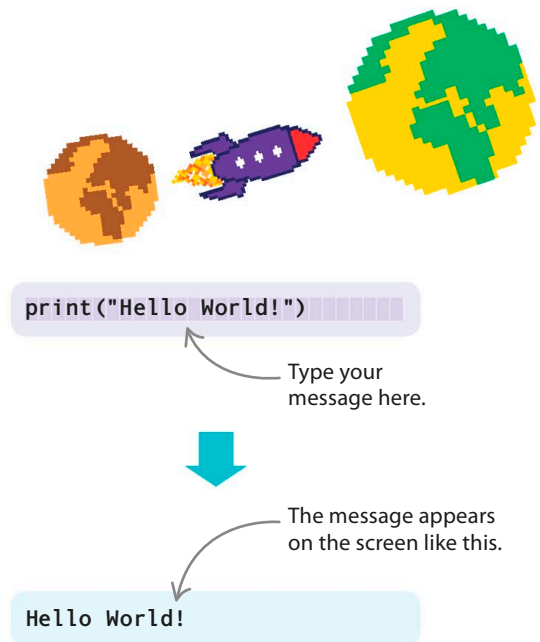 print("Hello World!")
Type your
message here.
The message appears
on the screen like this.
Hello World!